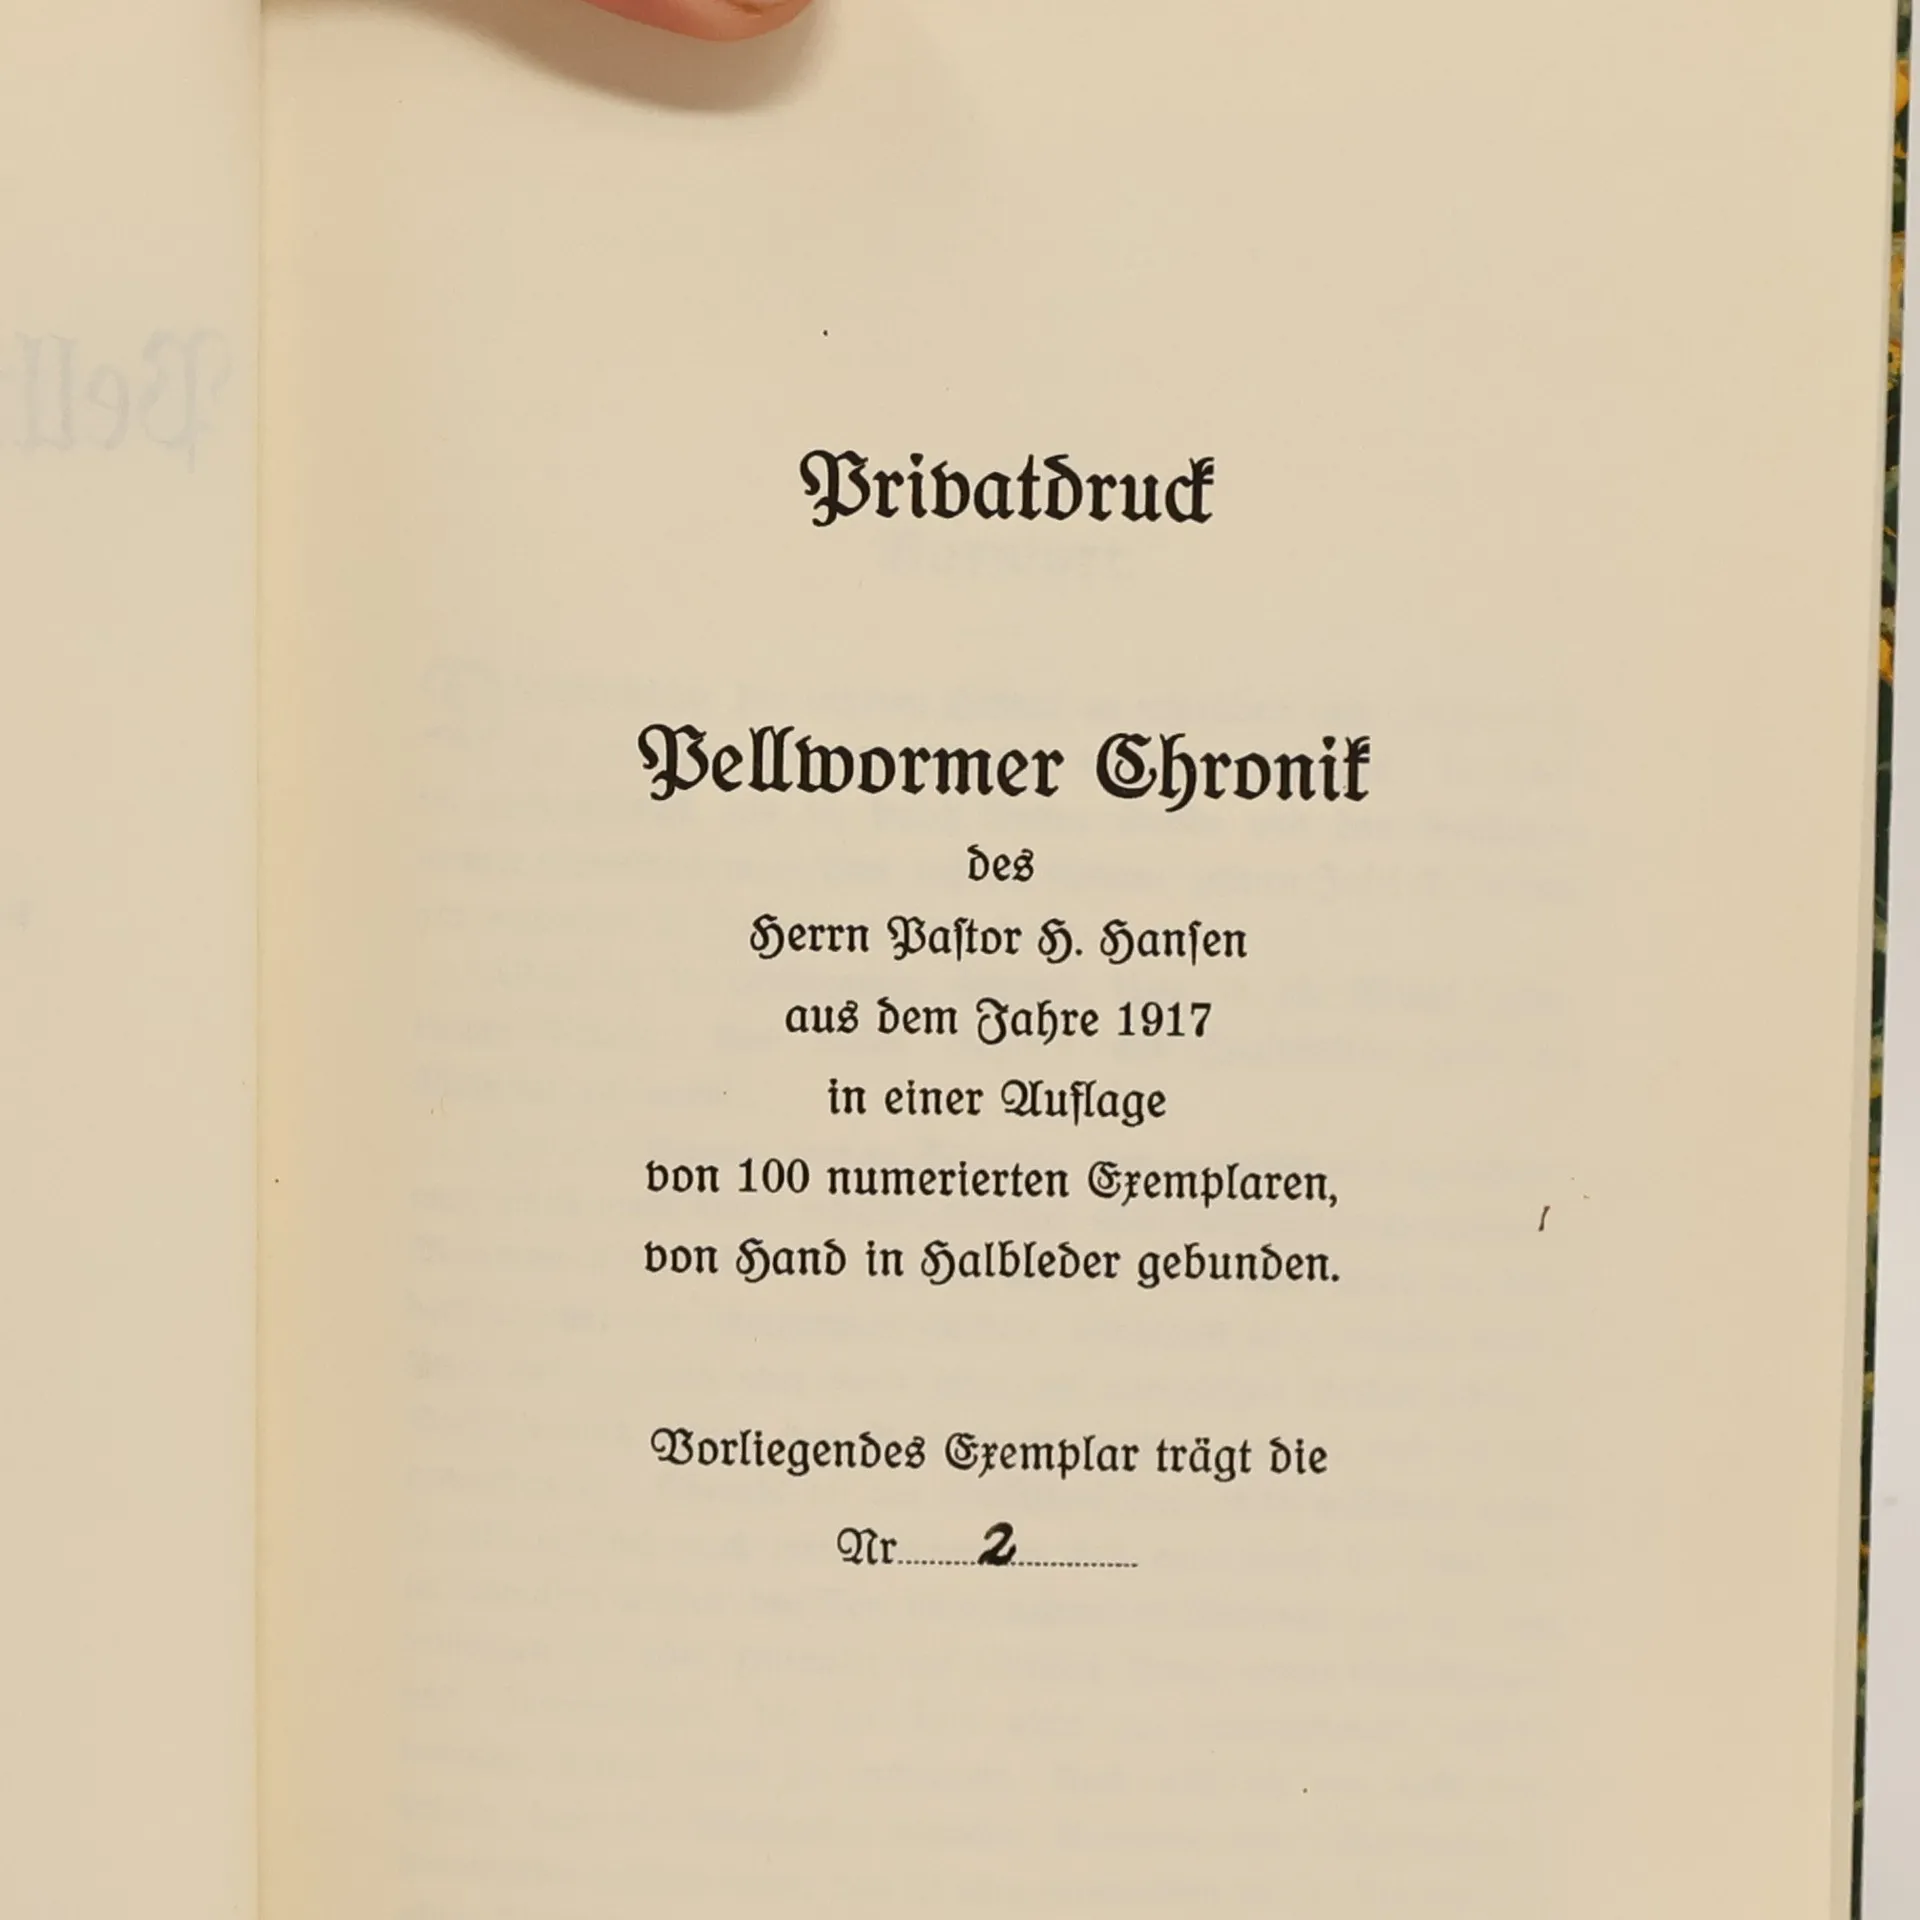 Privatdruck
Pellwormer Chronik
des
Herrn Paſtor H. Hanſen
aus dem Jahre 1917
in einer Auflage
von 100 numerierten Exemplaren,
von Hand in Halbleder gebunden.
Vorliegendes Exemplar trägt die
Nr. 2